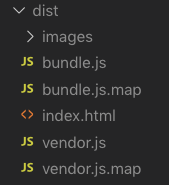 dist
images
JS bundle.js
JS bundle.js.map
<> index.html
JS vendor.js
JS vendor.js.map